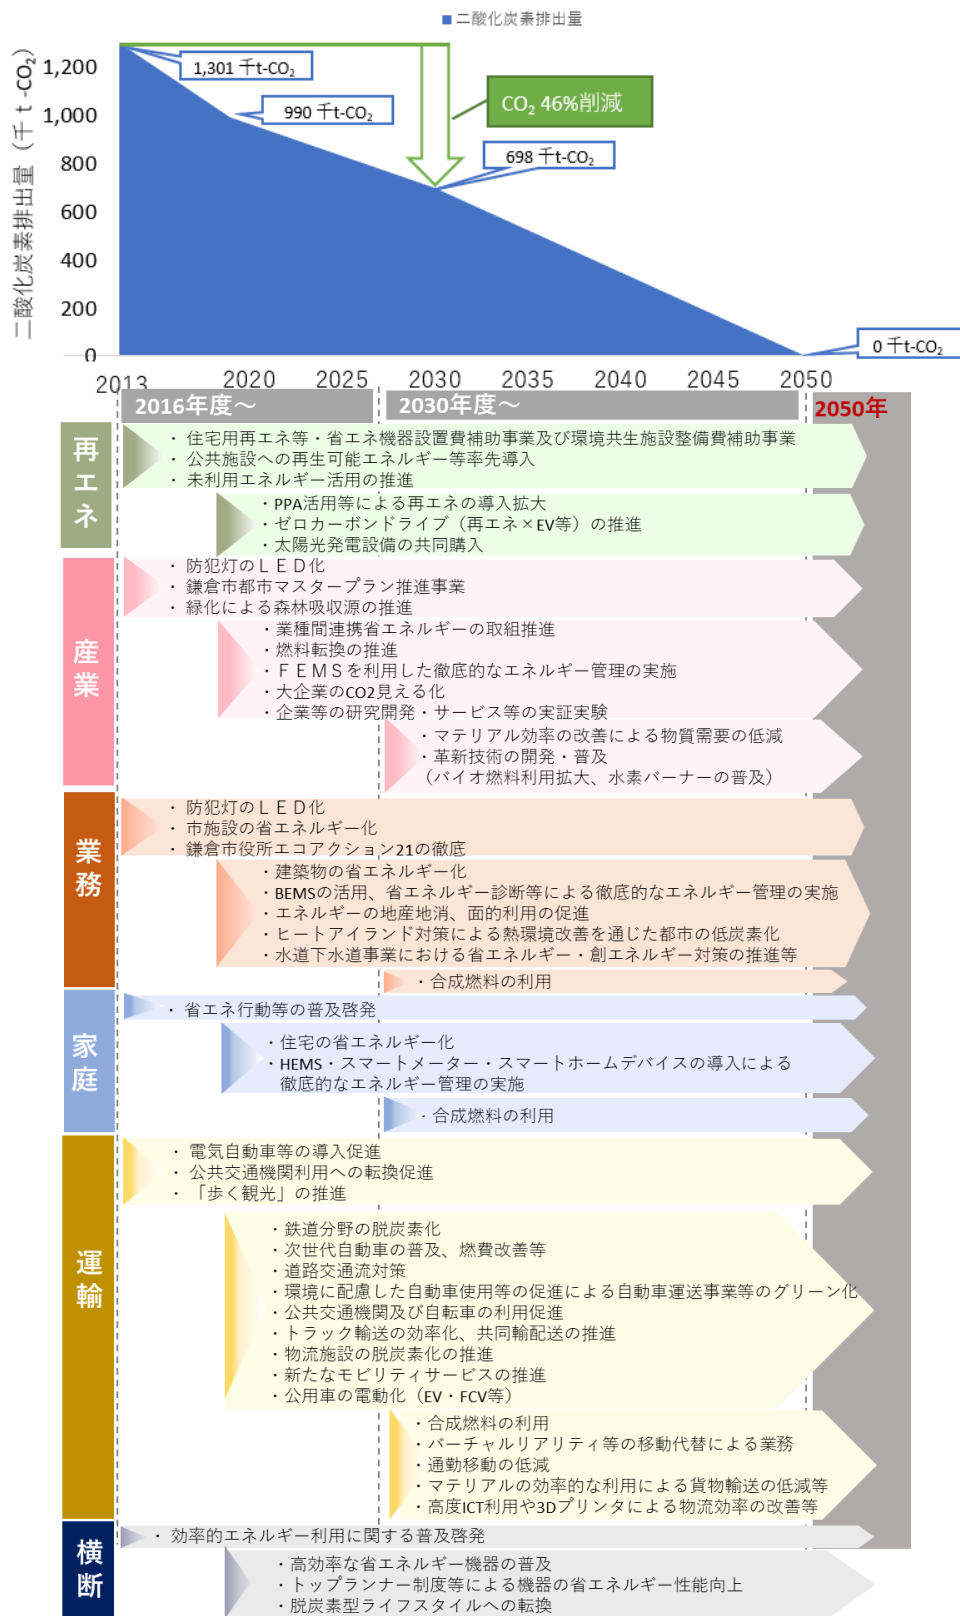 二酸化炭素排出量
二酸化炭素排出量（千ｔ-CO₂）
1,200
1,000
800
600
400
200
0
1,301 千t-CO₂
990 千t-CO₂
CO₂ 46%削減
698 千t-CO₂
0 千t-CO₂
2013
2020
2025
2030
2035
2040
2045
2050
2016年度～
2030年度～
2050年
再エネ
・ 住宅用再エネ等・省エネ機器設置費補助事業及び環境共生施設整備費補助事業
・ 公共施設への再生可能エネルギー等率先導入
・ 未利用エネルギー活用の推進
・PPA活用等による再エネの導入拡大
・ゼロカーボンドライブ（再エネ×EV等）の推進
・太陽光発電設備の共同購入
産業
・ 防犯灯のＬＥＤ化
・ 鎌倉市都市マスタープラン推進事業
・ 緑化による森林吸収源の推進
・業種間連携省エネルギーの取組推進
・燃料転換の推進
・ＦＥＭＳを利用した徹底的なエネルギー管理の実施
・大企業のCO2見える化
・企業等の研究開発・サービス等の実証実験
・マテリアル効率の改善による物質需要の低減
・革新技術の開発・普及
（バイオ燃料利用拡大、水素バーナーの普及）
業務
・ 防犯灯のＬＥＤ化
・ 市施設の省エネルギー化
・ 鎌倉市役所エコアクション21の徹底
・建築物の省エネルギー化
・BEMSの活用、省エネルギー診断等による徹底的なエネルギー管理の実施
・エネルギーの地産地消、面的利用の促進
・ヒートアイランド対策による熱環境改善を通じた都市の低炭素化
・水道下水道事業における省エネルギー・創エネルギー対策の推進等
・合成燃料の利用
家庭
・ 省エネ行動等の普及啓発
・住宅の省エネルギー化
・HEMS・スマートメーター・スマートホームデバイスの導入による
徹底的なエネルギー管理の実施
・合成燃料の利用
運輸
・ 電気自動車等の導入促進
・ 公共交通機関利用への転換促進
・ 「歩く観光」の推進
・鉄道分野の脱炭素化
・次世代自動車の普及、燃費改善等
・道路交通流対策
・環境に配慮した自動車使用等の促進による自動車運送事業等のグリーン化
・公共交通機関及び自転車の利用促進
・トラック輸送の効率化、共同輸配送の推進
・物流施設の脱炭素化の推進
・新たなモビリティサービスの推進
・公用車の電動化（EV・FCV等）
・合成燃料の利用
・バーチャルリアリティ等の移動代替による業務
・通勤移動の低減
・マテリアルの効率的な利用による貨物輸送の低減等
・高度ICT利用や3Dプリンタによる物流効率の改善等
横断
・ 効率的エネルギー利用に関する普及啓発
・高効率な省エネルギー機器の普及
・トップランナー制度等による機器の省エネルギー性能向上
・脱炭素型ライフスタイルへの転換